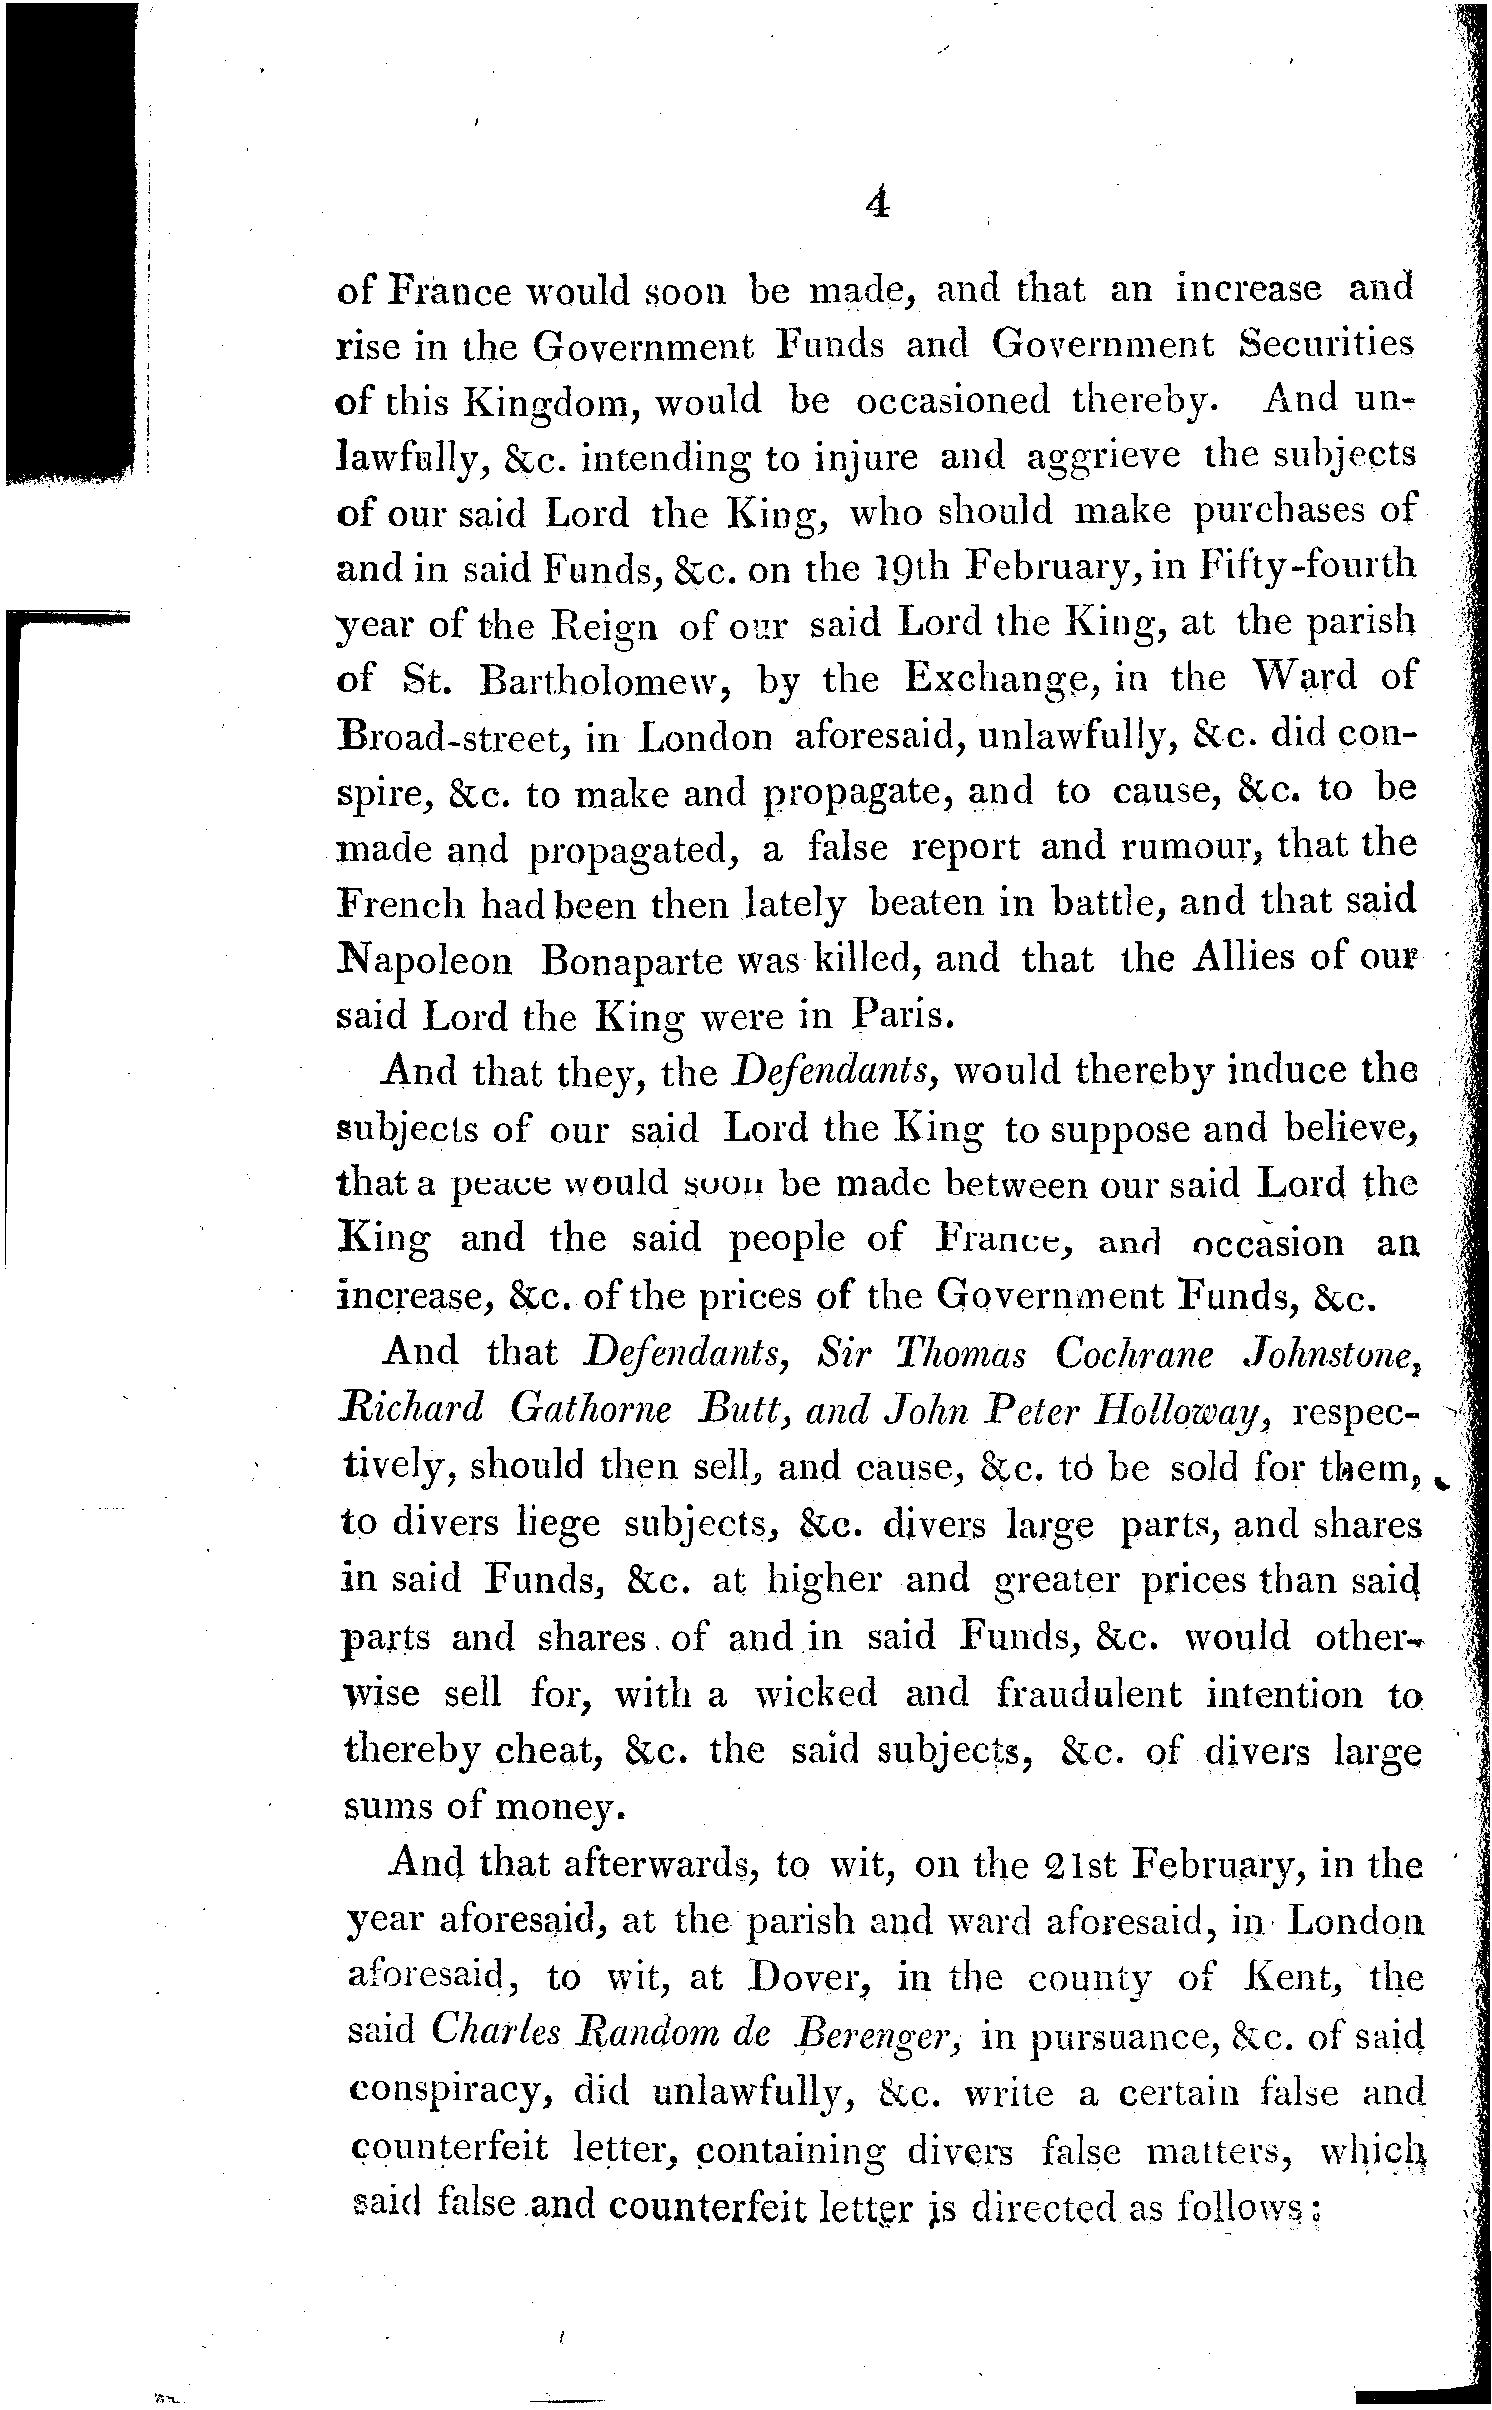 4
of France would soon be made, and that an increase and
rise in the Government Funds and Government Securities
of this Kingdom, would be occasioned thereby. And un-
lawfully, &c. intending to injure and aggrieve the subjects
of our said Lord the King, who should make purchases of
and in said Funds, &c. on the 19th February, in Fifty-fourth
year of the Reign of our said Lord the King, at the parish
of St. Bartholomew, by the Exchange, in the Ward of
Broad-street, in London aforesaid, unlawfully, &c. did con-
spire, &c. to make and propagate, and to cause, &c. to be
made and propagated, a false report and rumour, that the
French had been then lately beaten in battle, and that said
Napoleon Bonaparte was killed, and that the Allies of our
said Lord the King were in Paris.
And that they, the Defendants, would thereby induce the
subjects of our said Lord the King to suppose and believe,
that a peace would soon be made between our said Lord the
King and the said people of France, and occasion an
increase, &c. of the prices of the Government Funds, &c.
And that Defendants, Sir Thomas Cochrane Johnstone,
Richard Gathorne Butt, and John Peter Holloway, respec-
tively, should then sell, and cause, &c. to be sold for them,
to divers liege subjects, &c. divers large parts, and shares
in said Funds, &c. at higher and greater prices than said
parts and shares of and in said Funds, &c. would other-
wise sell for, with a wicked and fraudulent intention to
thereby cheat, &c. the said subjects, &c. of divers large
sums of money.
And that afterwards, to wit, on the 21st February, in the
year aforesaid, at the parish and ward aforesaid, in London
aforesaid, to wit, at Dover, in the county of Kent, the
said Charles Random de Berenger, in pursuance, &c. of said
conspiracy, did unlawfully, &c. write a certain false and
counterfeit letter, containing divers false matters, which
said false and counterfeit letter is directed as follows: